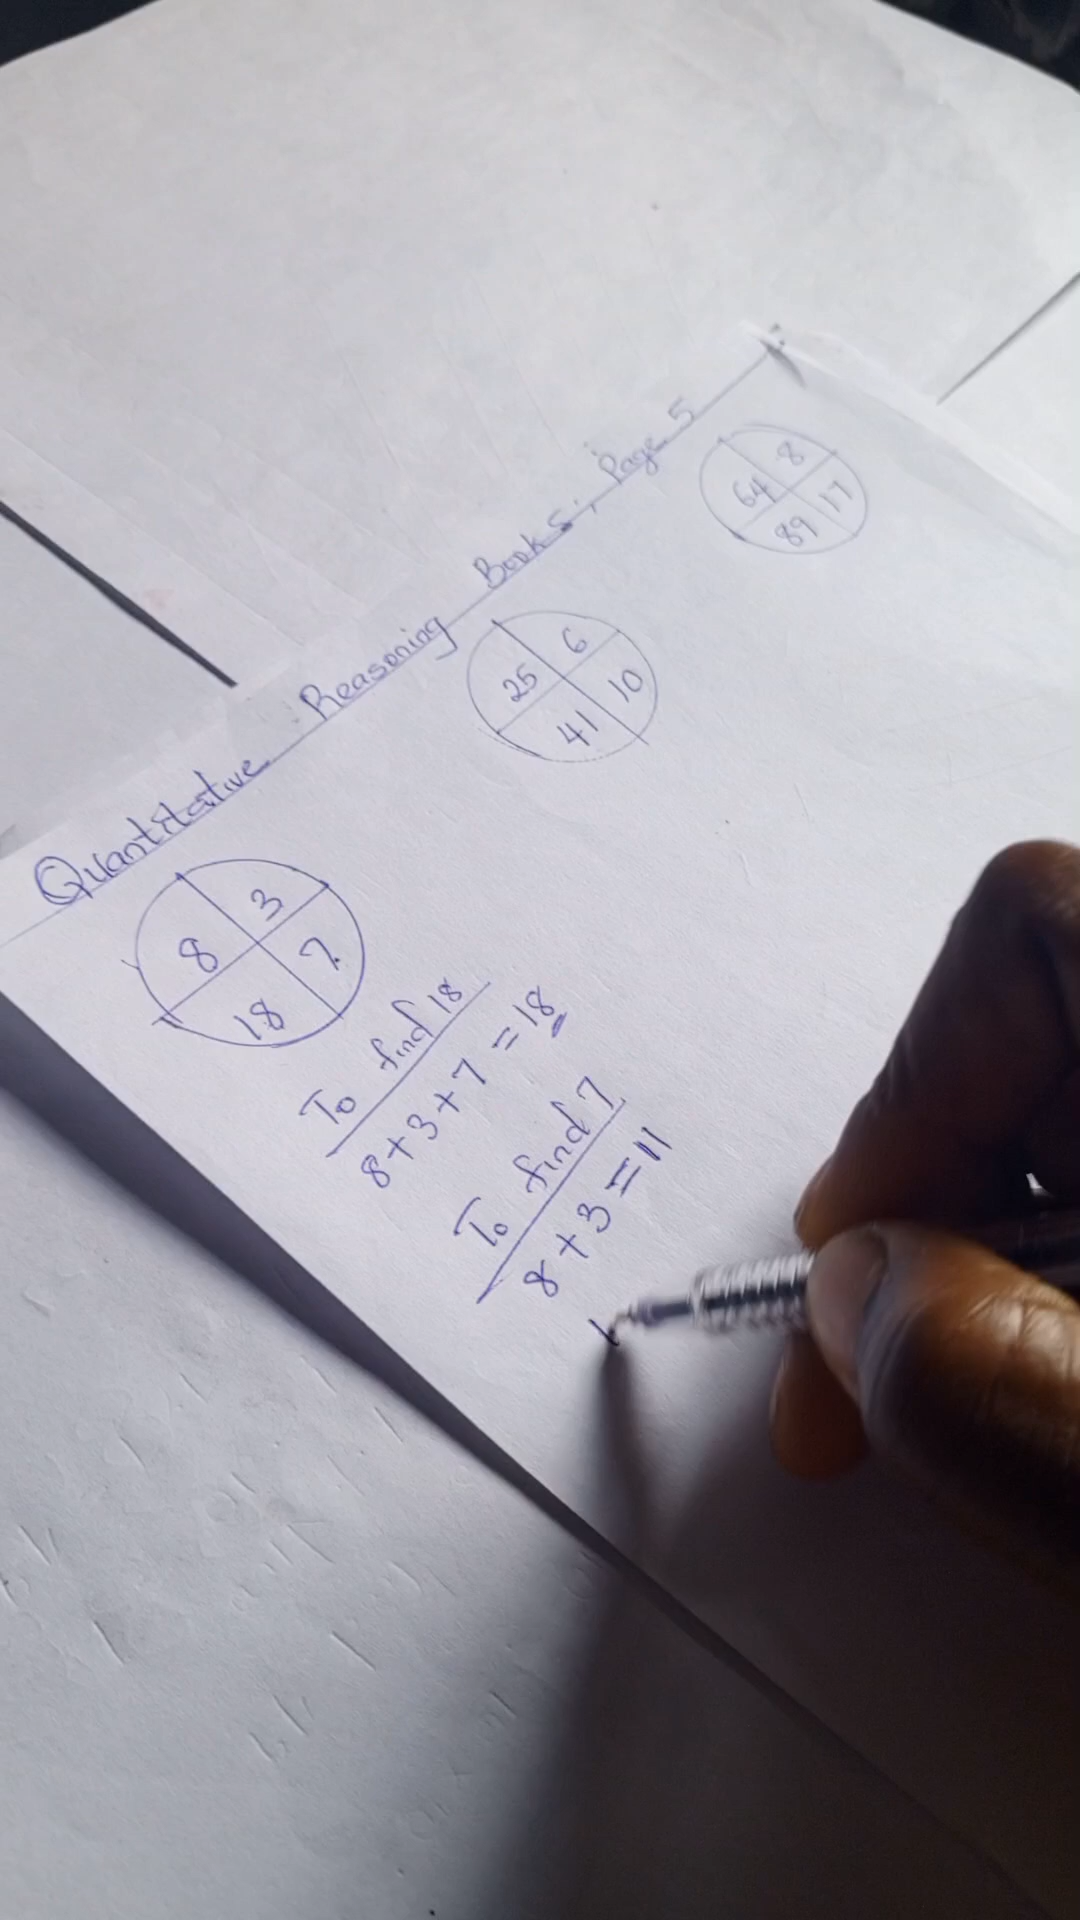 Quantitative Reasoning Book 5, Page 5
8 3
18 7
25 6
41 10
64 8
89 17
To find 18
8+3+7 = 18
To find 7
8+3 = 11